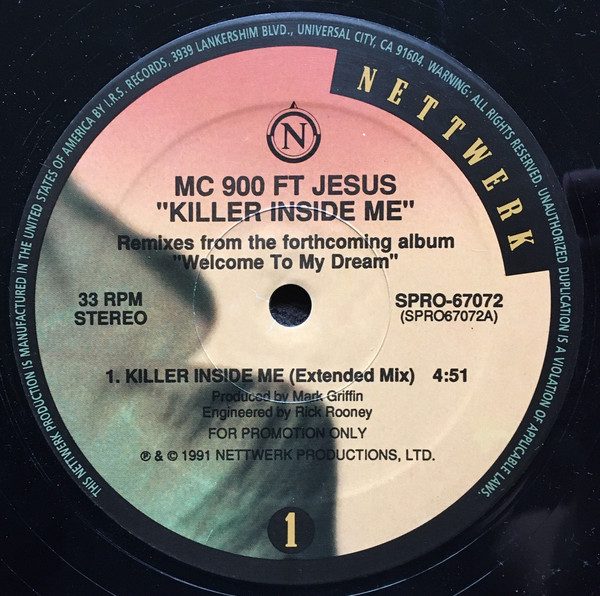 THIS NETTWERK PRODUCTION IS MANUFACTURED IN THE UNITED STATES OF AMERICA BY I.R.S. RECORDS, 3939 LANKERSHIM BLVD., UNIVERSAL CITY, CA 91604. WARNING: ALL RIGHTS RESERVED. UNAUTHORIZED DUPLICATION IS A VIOLATION OF APPLICABLE LAWS.
NETTWERK
N
MC 900 FT JESUS
"KILLER INSIDE ME"
Remixes from the forthcoming album
"Welcome To My Dream"
33 RPM
STEREO
SPRO-67072
(SPRO67072A)
1. KILLER INSIDE ME (Extended Mix) 4:51
Produced by Mark Griffin
Engineered by Rick Rooney
FOR PROMOTION ONLY
℗ & © 1991 NETTWERK PRODUCTIONS, LTD.
1